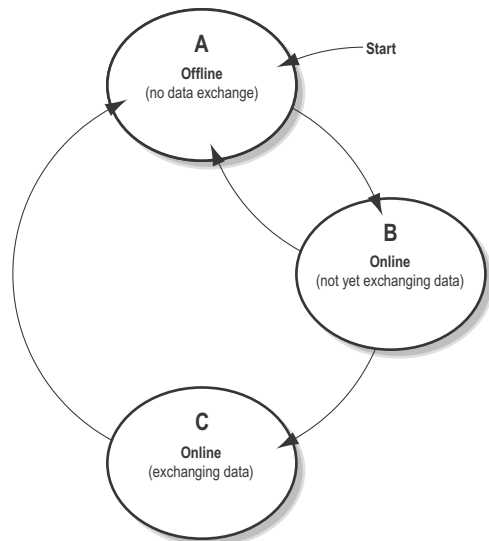 A
Offline
(no data exchange)
Start
B
Online
(not yet exchanging data)
C
Online
(exchanging data)